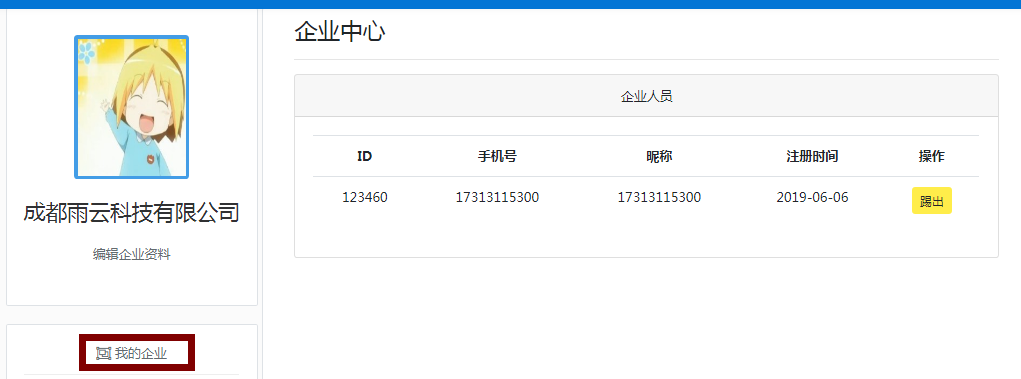 企业中心
成都雨云科技有限公司
编辑企业资料
我的企业
企业人员
ID 手机号 昵称 注册时间 操作
123460 17313115300 17313115300 2019-06-06 踢出